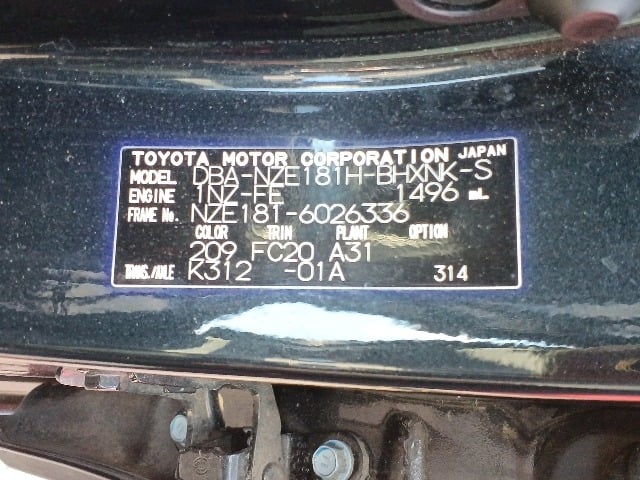 TOYOTA MOTOR CORPORATION JAPAN
MODEL DBA-NZE181H-BHXNK-S
ENGINE 1NZ-FE 1496 mL
FRAME No. NZE181-6026336
COLOR TRIM PLANT OPTION
209 FC20 A31
TRANS./AXLE K312 -01A 314